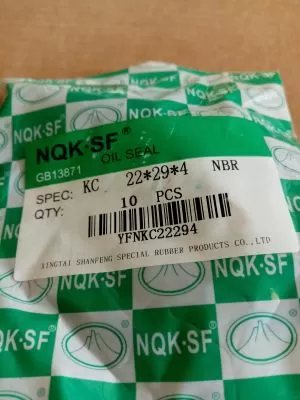 NQK·SF®
OIL SEAL
GB13871
SPEC: KC 22*29*4 NBR
QTY: 10 PCS
YFNKC22294
XINGTAI SHANFENG SPECIAL RUBBER PRODUCTS CO.,LTD
NQK·SF
NQK·SF
NQK·SF